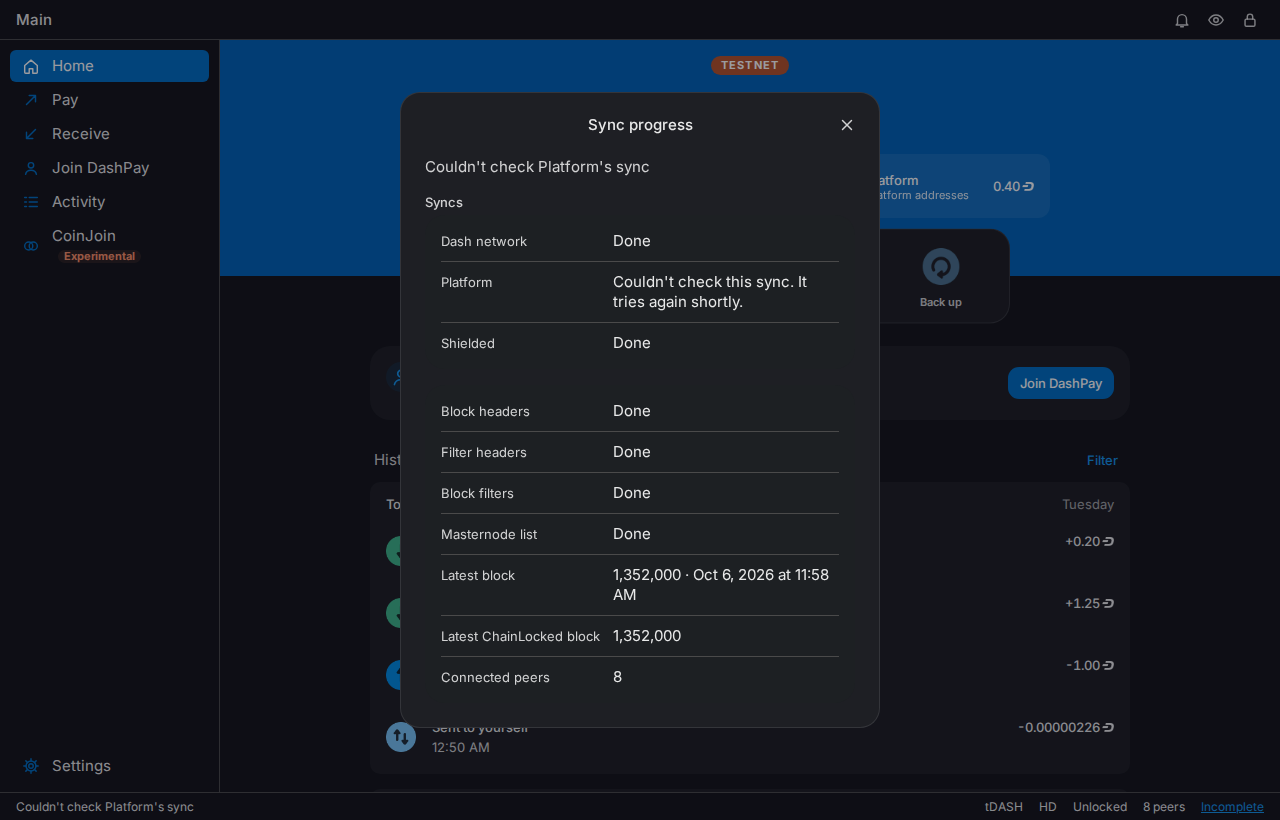 Main
Home
Pay
Receive
Join DashPay
Activity
CoinJoin
Experimental
Settings
TESTNET
0.40
addresses
Back up
Join DashPay
Filter
Tuesday
+0.20
+1.25
-1.00
-0.00000226
12:50 AM
Sync progress
Couldn't check Platform's sync
Syncs
Dash network Done
Platform Couldn't check this sync. It
tries again shortly.
Shielded Done
Block headers Done
Filter headers Done
Block filters Done
Masternode list Done
Latest block 1,352,000 · Oct 6, 2026 at 11:58
AM
Latest ChainLocked block 1,352,000
Connected peers 8
Couldn't check Platform's sync
tDASH HD Unlocked 8 peers Incomplete